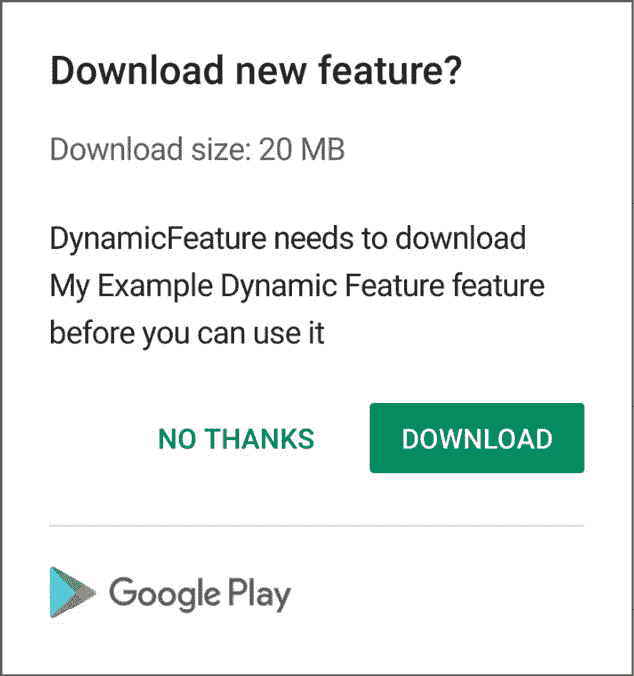 Download new feature?
Download size: 20 MB
DynamicFeature needs to download
My Example Dynamic Feature feature
before you can use it
NO THANKS DOWNLOAD
Google Play